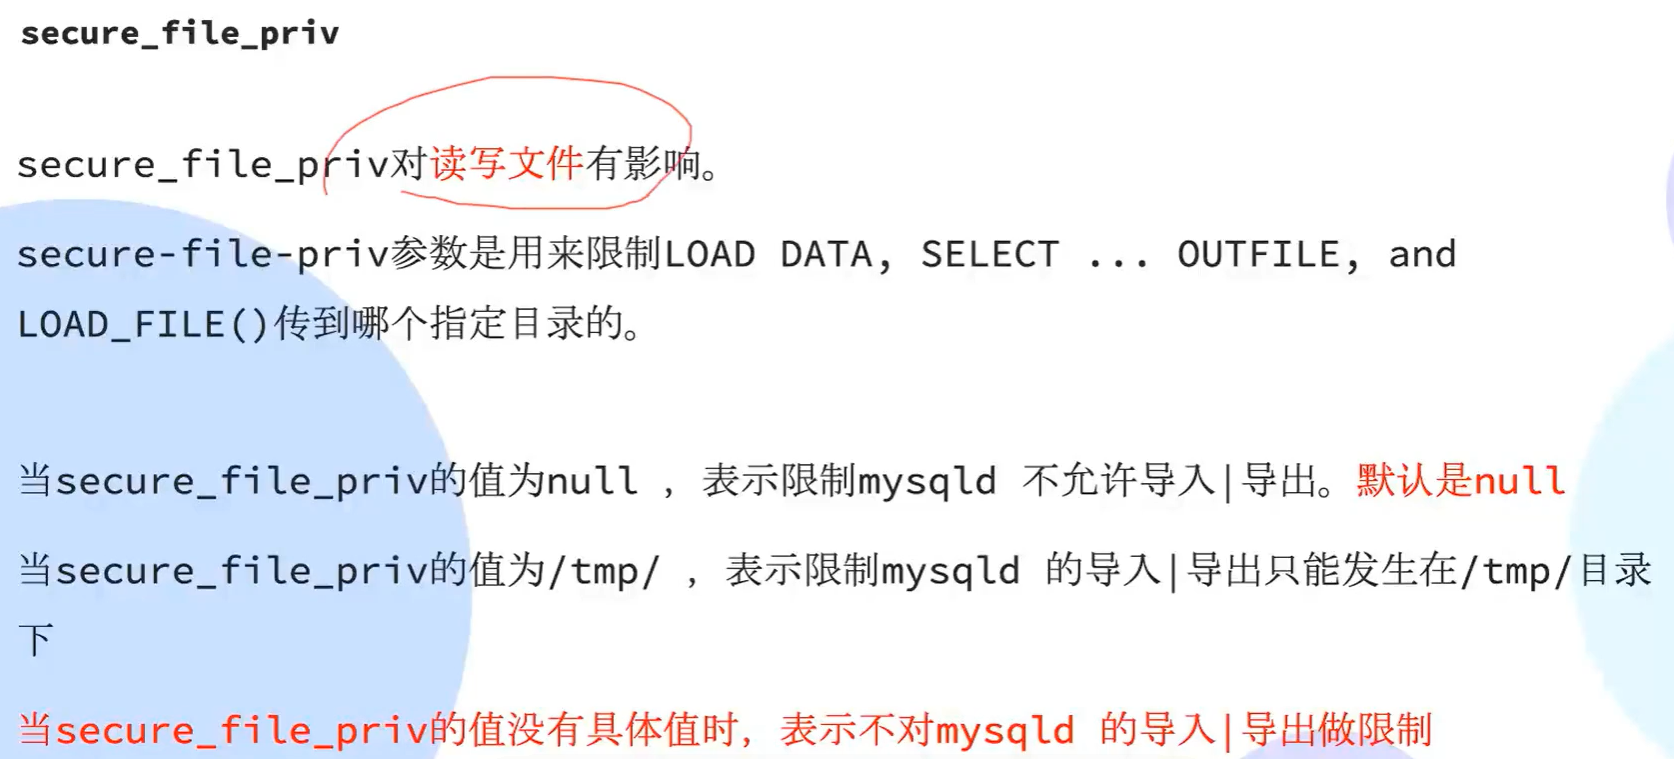 secure_file_priv
secure_file_priv对读写文件有影响。
secure-file-priv参数是用来限制LOAD DATA, SELECT ... OUTFILE, and
LOAD_FILE()传到哪个指定目录的。
当secure_file_priv的值为null ，表示限制mysqld 不允许导入|导出。默认是null
当secure_file_priv的值为/tmp/ ，表示限制mysqld 的导入|导出只能发生在/tmp/目录
下
当secure_file_priv的值没有具体值时，表示不对mysqld 的导入|导出做限制